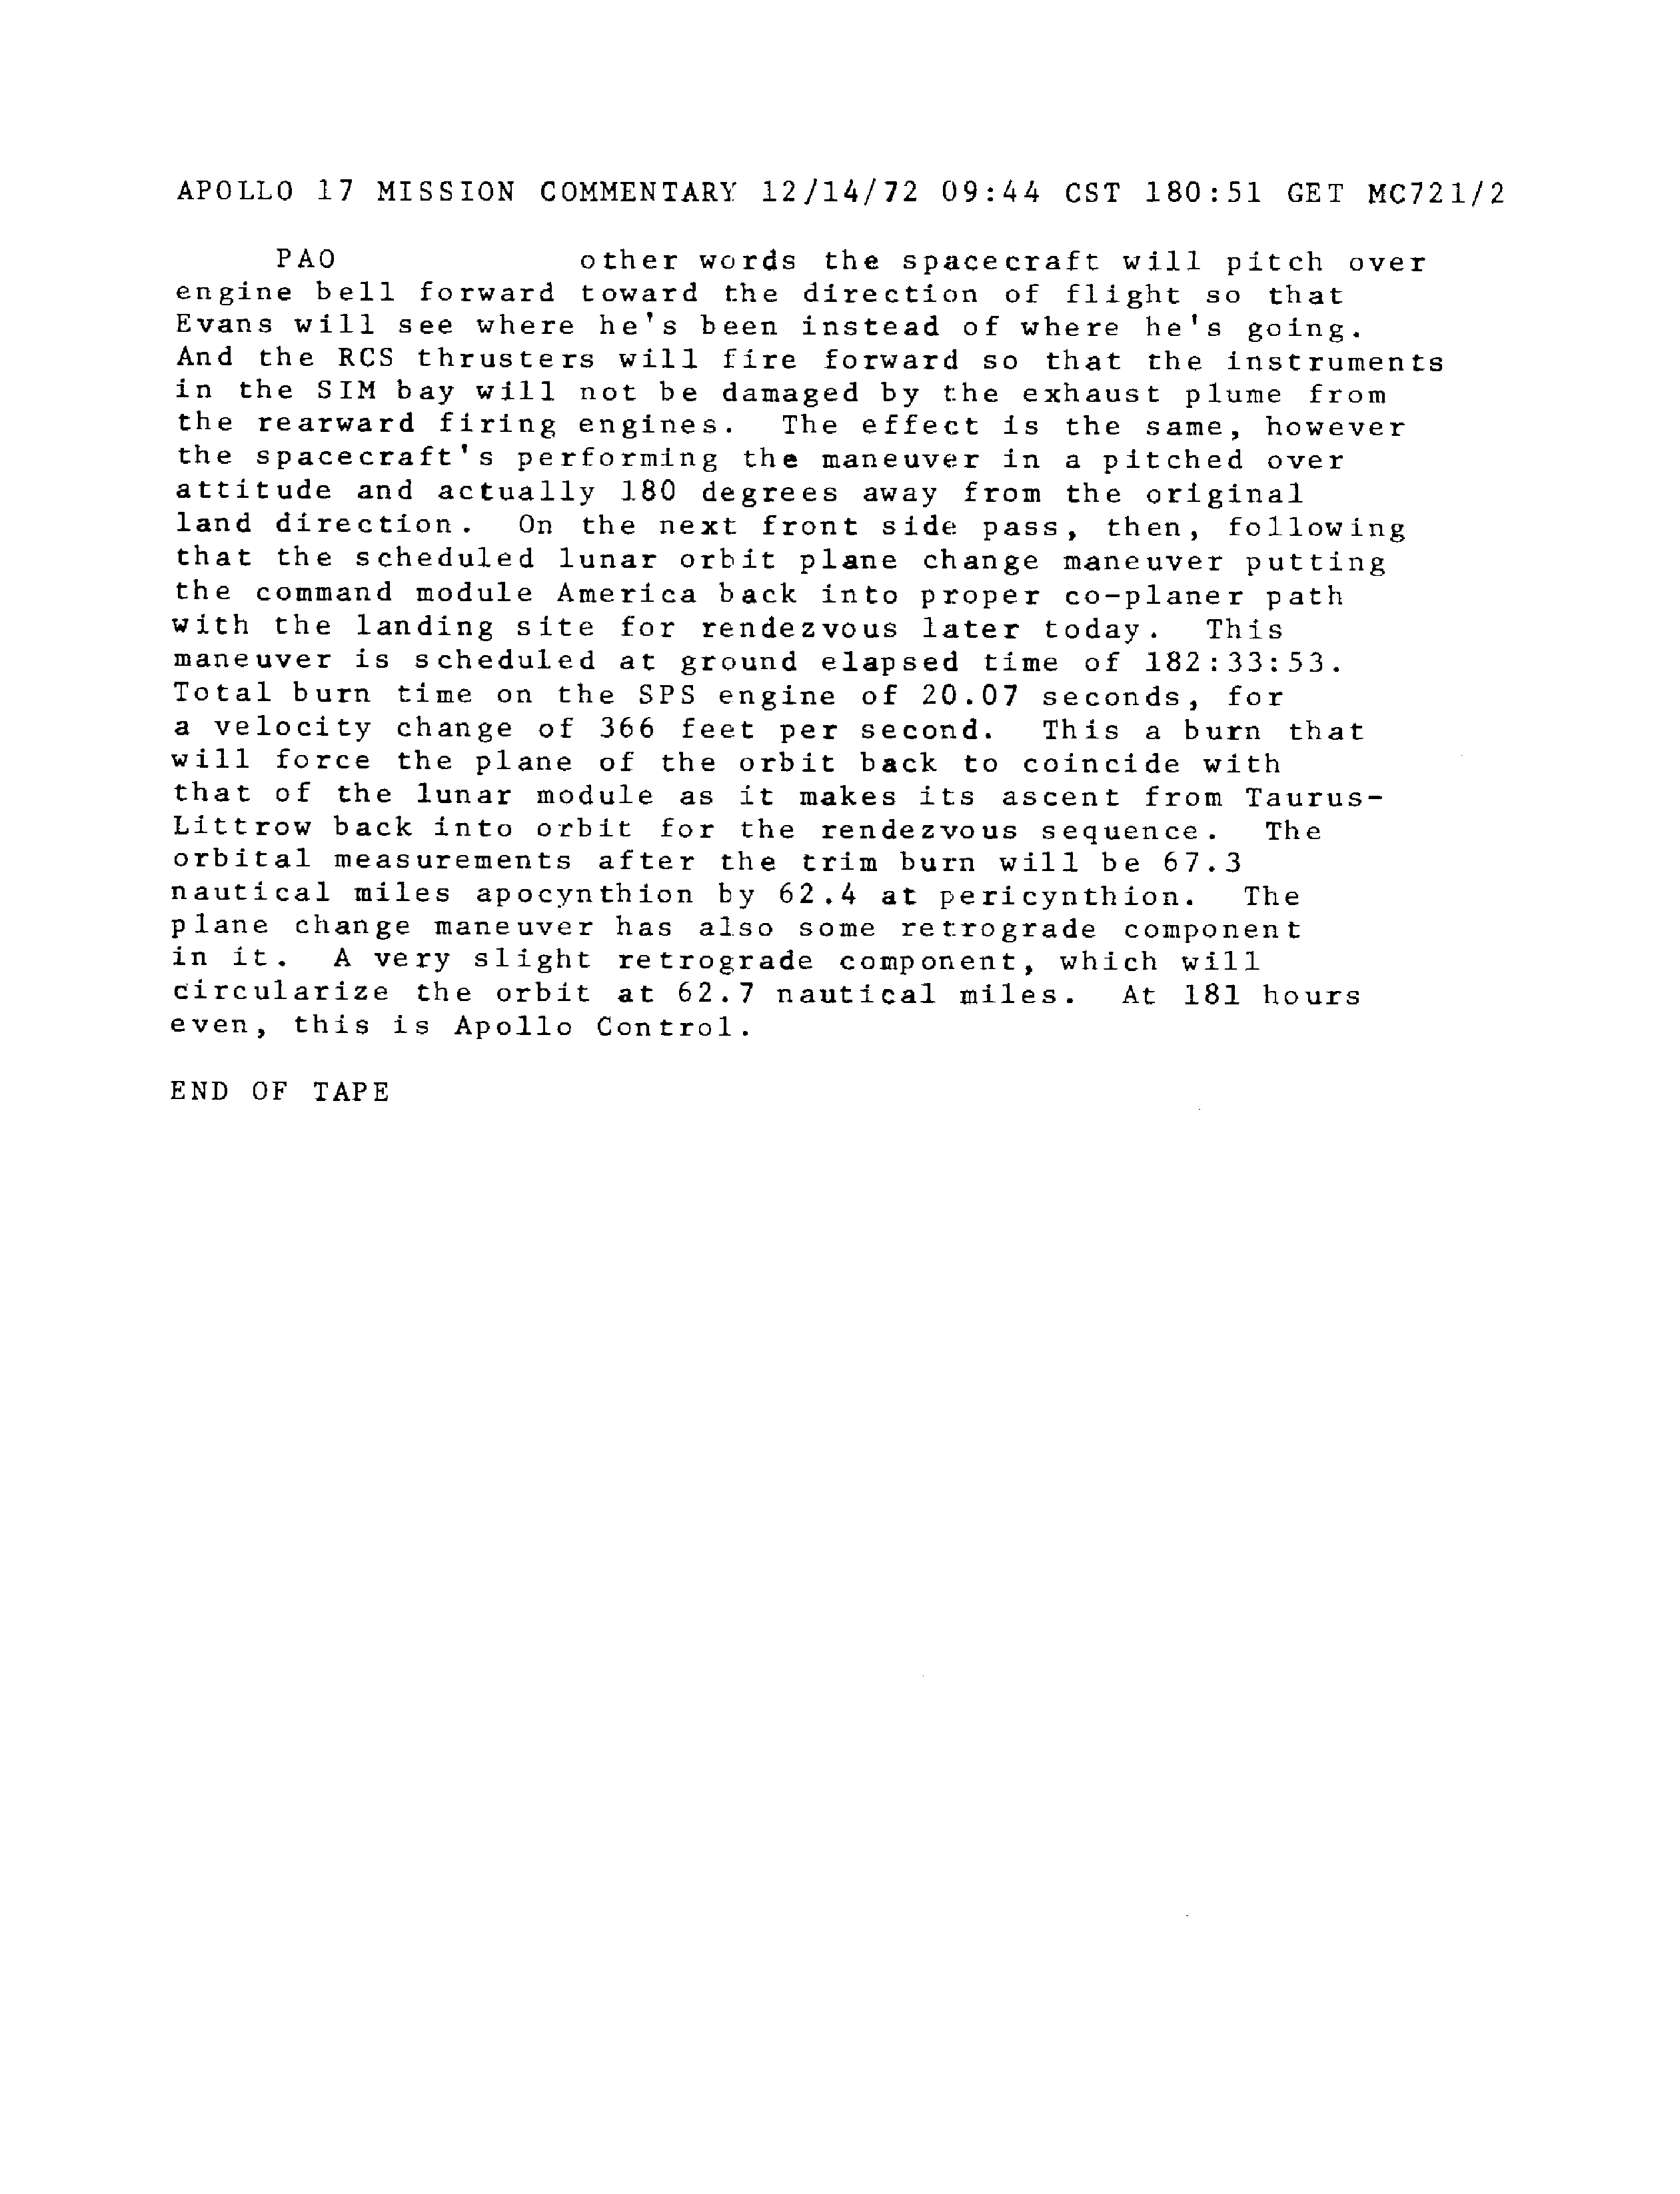 APOLLO 17 MISSION COMMENTARY 12/14/72 09:44 CST 180:51 GET MC721/2
PAO other words the spacecraft will pitch over
engine bell forward toward the direction of flight so that
Evans will see where he's been instead of where he's going.
And the RCS thrusters will fire forward so that the instruments
in the SIM bay will not be damaged by the exhaust plume from
the rearward firing engines. The effect is the same, however
the spacecraft's performing the maneuver in a pitched over
attitude and actually 180 degrees away from the original
land direction. On the next front side pass, then, following
that the scheduled lunar orbit plane change maneuver putting
the command module America back into proper co-planer path
with the landing site for rendezvous later today. This
maneuver is scheduled at ground elapsed time of 182:33:53.
Total burn time on the SPS engine of 20.07 seconds, for
a velocity change of 366 feet per second. This a burn that
will force the plane of the orbit back to coincide with
that of the lunar module as it makes its ascent from Taurus-
Littrow back into orbit for the rendezvous sequence. The
orbital measurements after the trim burn will be 67.3
nautical miles apocynthion by 62.4 at pericynthion. The
plane change maneuver has also some retrograde component
in it. A very slight retrograde component, which will
circularize the orbit at 62.7 nautical miles. At 181 hours
even, this is Apollo Control.
END OF TAPE